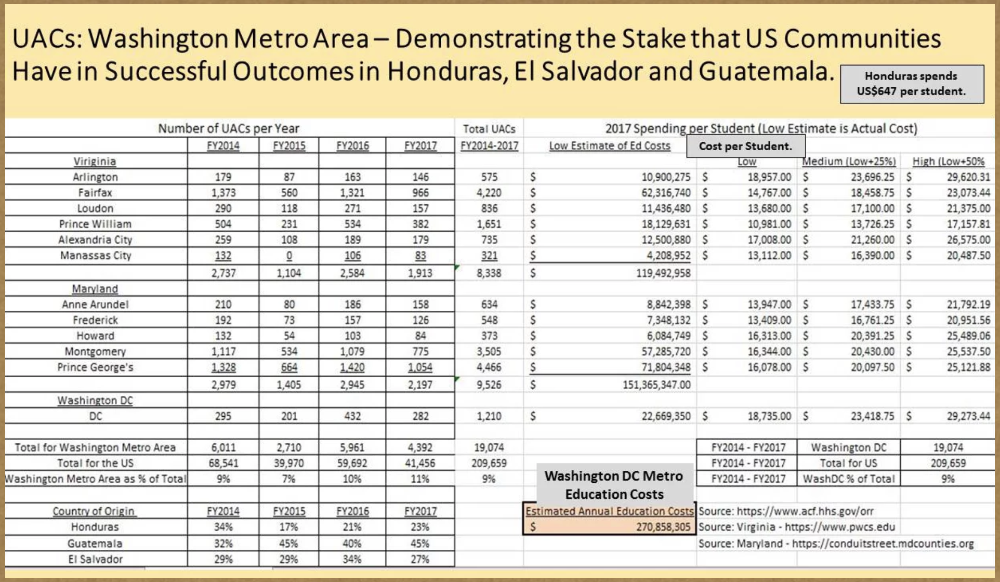 UACs: Washington Metro Area – Demonstrating the Stake that US Communities
Have in Successful Outcomes in Honduras, El Salvador and Guatemala.
Honduras spends
US$647 per student.
Number of UACs per Year Total UACs 2017 Spending per Student (Low Estimate is Actual Cost)
FY2014 FY2015 FY2016 FY2017 FY2014-2017 Low Estimate of Ed Costs Cost per Student.
Viriginia Low Medium (Low+25%) High (Low+50%
Arlington 179 87 163 146 575 $ 10,900,275 $ 18,957.00 $ 23,696.25 $ 29,620.31
Fairfax 1,373 560 1,321 966 4,220 $ 62,316,740 $ 14,767.00 $ 18,458.75 $ 23,073.44
Loudon 290 118 271 157 836 $ 11,436,480 $ 13,680.00 $ 17,100.00 $ 21,375.00
Prince William 504 231 534 382 1,651 $ 18,129,631 $ 10,981.00 $ 13,726.25 $ 17,157.81
Alexandria City 259 108 189 179 735 $ 12,500,880 $ 17,008.00 $ 21,260.00 $ 26,575.00
Manassas City 132 0 106 83 321 $ 4,208,952 $ 13,112.00 $ 16,390.00 $ 20,487.50
2,737 1,104 2,584 1,913 8,338 $ 119,492,958
Maryland
Anne Arundel 210 80 186 158 634 $ 8,842,398 $ 13,947.00 $ 17,433.75 $ 21,792.19
Frederick 192 73 157 126 548 $ 7,348,132 $ 13,409.00 $ 16,761.25 $ 20,951.56
Howard 132 54 103 84 373 $ 6,084,749 $ 16,313.00 $ 20,391.25 $ 25,489.06
Montgomery 1,117 534 1,079 775 3,505 $ 57,285,720 $ 16,344.00 $ 20,430.00 $ 25,537.50
Prince George's 1,328 664 1,420 1,054 4,466 $ 71,804,348 $ 16,078.00 $ 20,097.50 $ 25,121.88
2,979 1,405 2,945 2,197 9,526 $ 151,365,347.00
Washington DC
DC 295 201 432 282 1,210 $ 22,669,350 $ 18,735.00 $ 23,418.75 $ 29,273.44
Total for Washington Metro Area 6,011 2,710 5,961 4,392 19,074 FY2014 - FY2017 Washington DC 19,074
Total for the US 68,541 39,970 59,692 41,456 209,659 FY2014 - FY2017 Total for US 209,659
Washington Metro Area as % of Total 9% 7% 10% 11% 9% FY2014 - FY2017 WashDC % of Total 9%
Washington DC Metro
Education Costs
Country of Origin FY2014 FY2015 FY2016 FY2017 Estimated Annual Education Costs Source: https://www.acf.hhs.gov/orr
Honduras 34% 17% 21% 23% $ 270,858,305 Source: Virginia - https://www.pwcs.edu
Guatemala 32% 45% 40% 45% Source: Maryland - https://conduitstreet.mdcounties.org
El Salvador 29% 29% 34% 27%